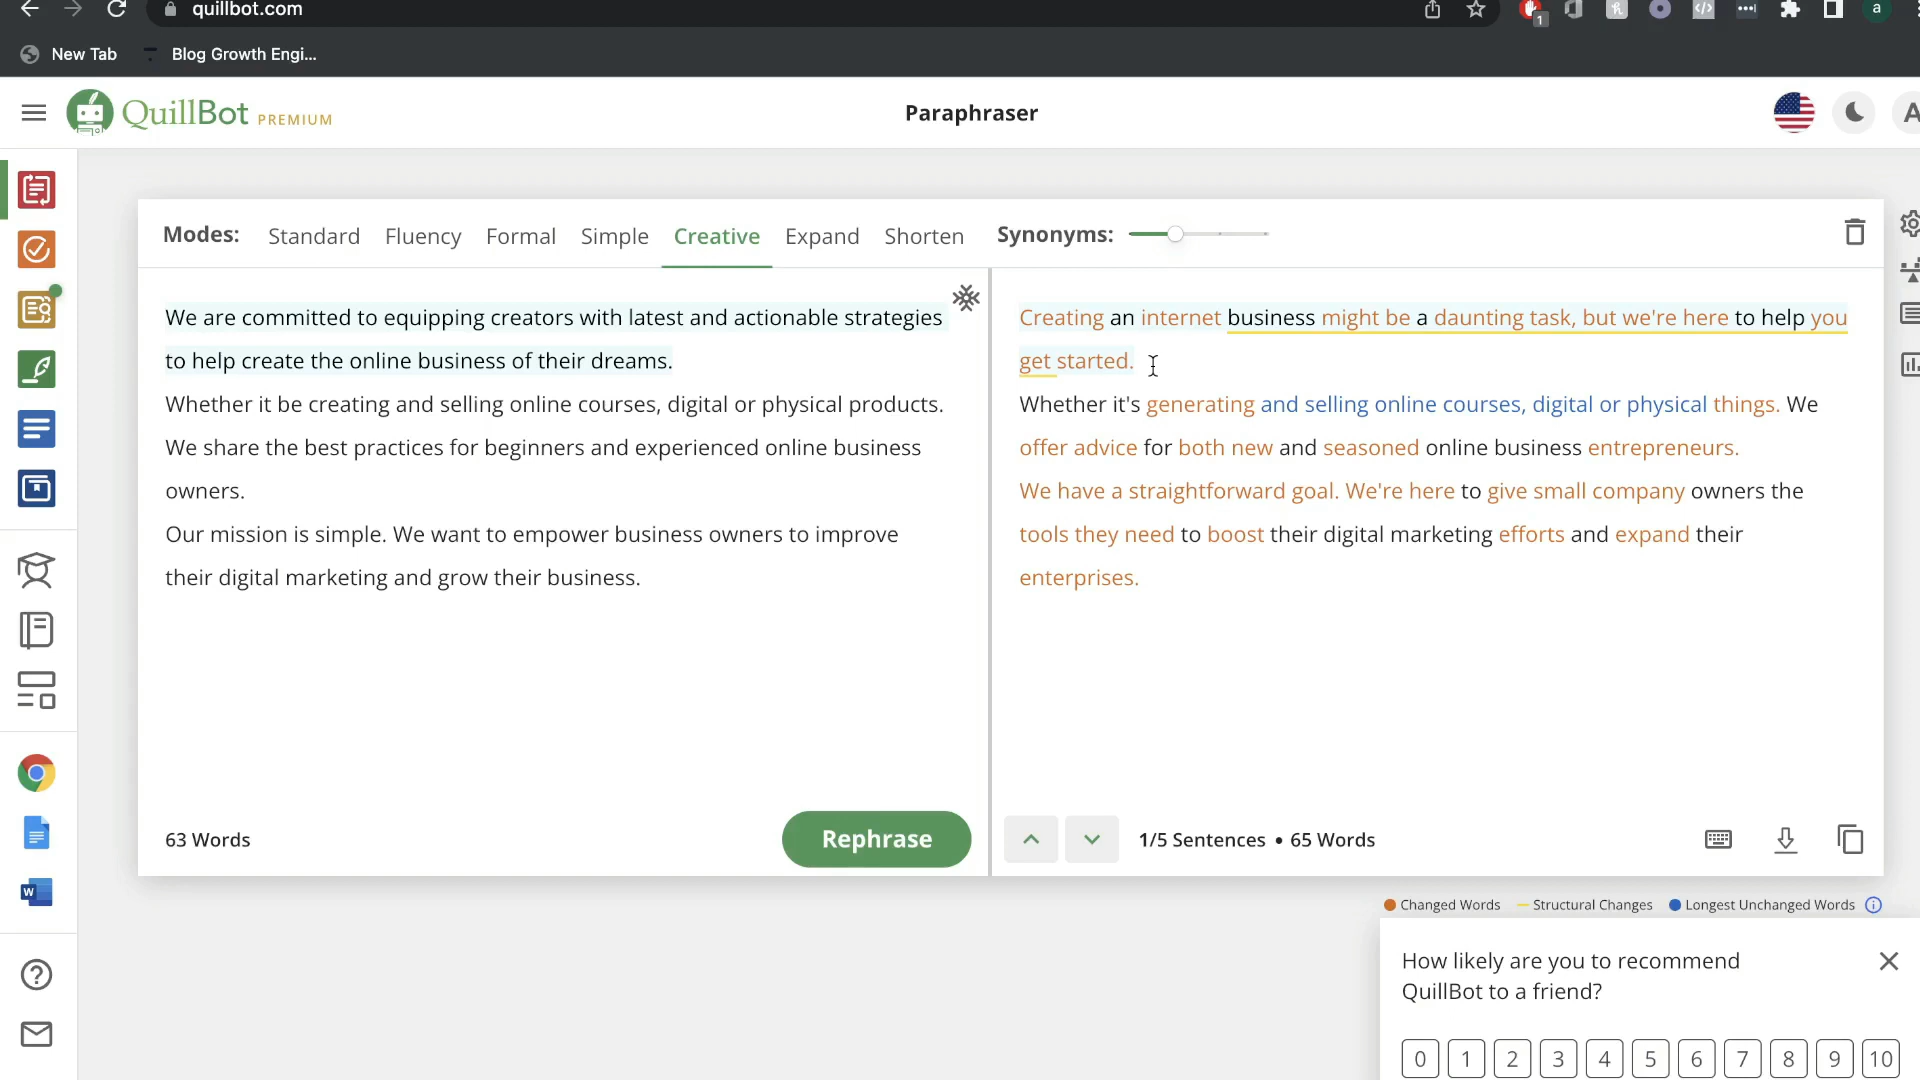 quillbot.com
1
a
New Tab
Blog Growth Engi...
QuillBot PREMIUM
Paraphraser
A
Modes: Standard Fluency Formal Simple Creative Expand Shorten Synonyms:
We are committed to equipping creators with latest and actionable strategies
to help create the online business of their dreams.
Whether it be creating and selling online courses, digital or physical products.
We share the best practices for beginners and experienced online business
owners.
Our mission is simple. We want to empower business owners to improve
their digital marketing and grow their business.
63 Words
Rephrase
Creating an internet business might be a daunting task, but we're here to help you
get started.
Whether it's generating and selling online courses, digital or physical things. We
offer advice for both new and seasoned online business entrepreneurs.
We have a straightforward goal. We're here to give small company owners the
tools they need to boost their digital marketing efforts and expand their
enterprises.
1/5 Sentences • 65 Words
W
Changed Words Structural Changes Longest Unchanged Words
How likely are you to recommend
QuillBot to a friend?
0 1 2 3 4 5 6 7 8 9 10